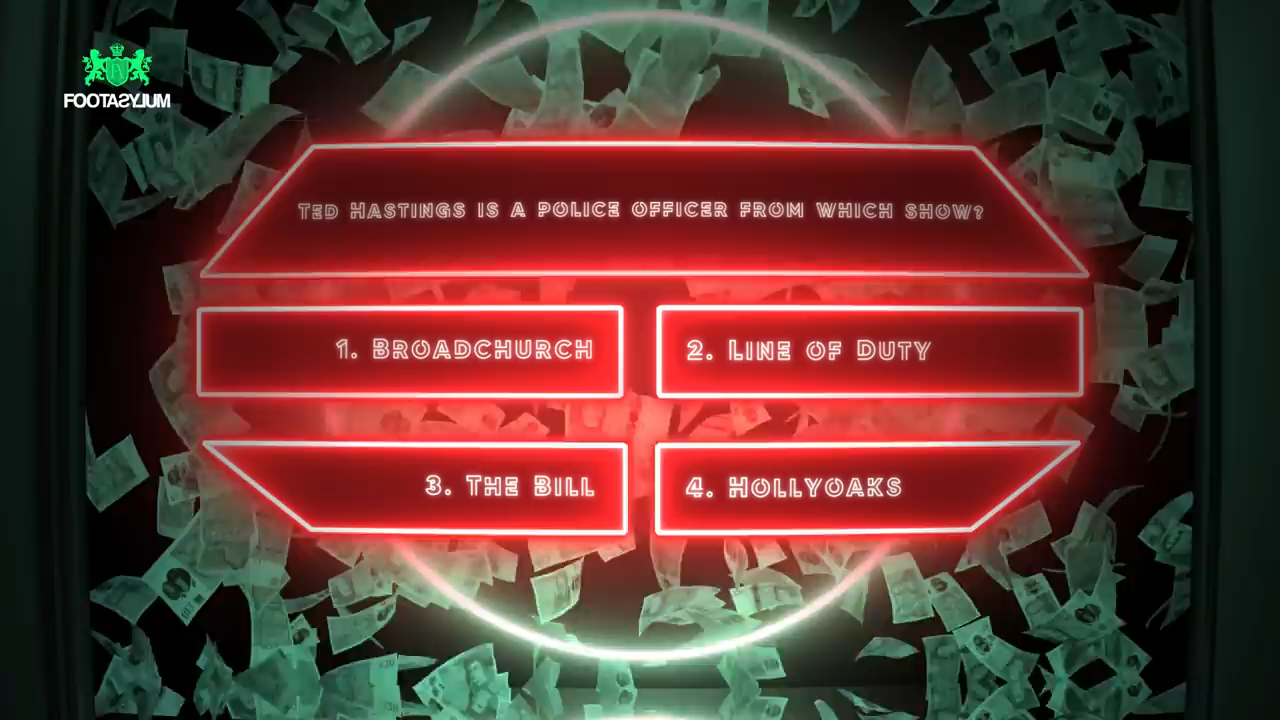 FOOTASYLUM
TED HASTINGS IS A POLICE OFFICER FROM WHICH SHOW?
1. BROADCHURCH
2. LINE OF DUTY
3. THE BILL
4. HOLLYOAKS